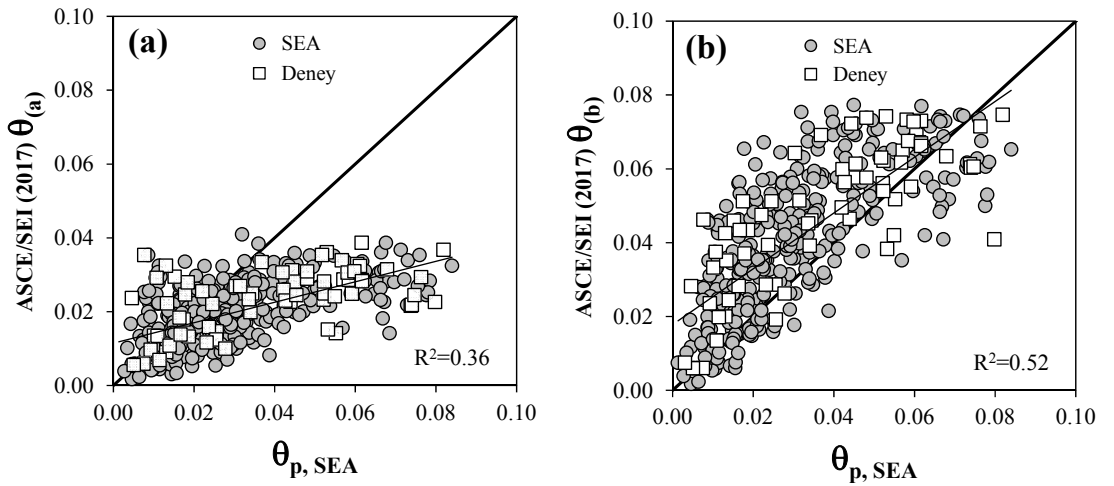 (a)
SEA
Deney
ASCE/SEI (2017) θ(a)
0.10
0.08
0.06
0.04
0.02
0.00
R²=0.36
0.00 0.02 0.04 0.06 0.08 0.10
θp, SEA
(b)
SEA
Deney
ASCE/SEI (2017) θ(b)
0.10
0.08
0.06
0.04
0.02
0.00
R²=0.52
0.00 0.02 0.04 0.06 0.08 0.10
θp, SEA